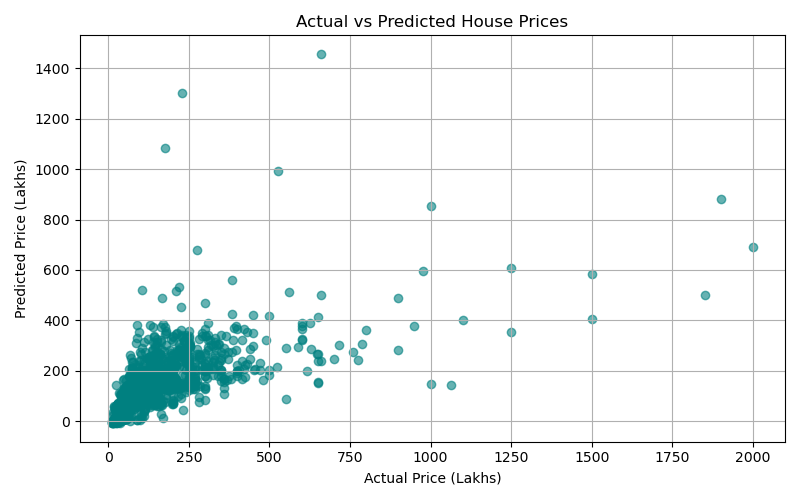 Actual vs Predicted House Prices
Predicted Price (Lakhs)
1400
1200
1000
800
600
400
200
0
0 250 500 750 1000 1250 1500 1750 2000
Actual Price (Lakhs)